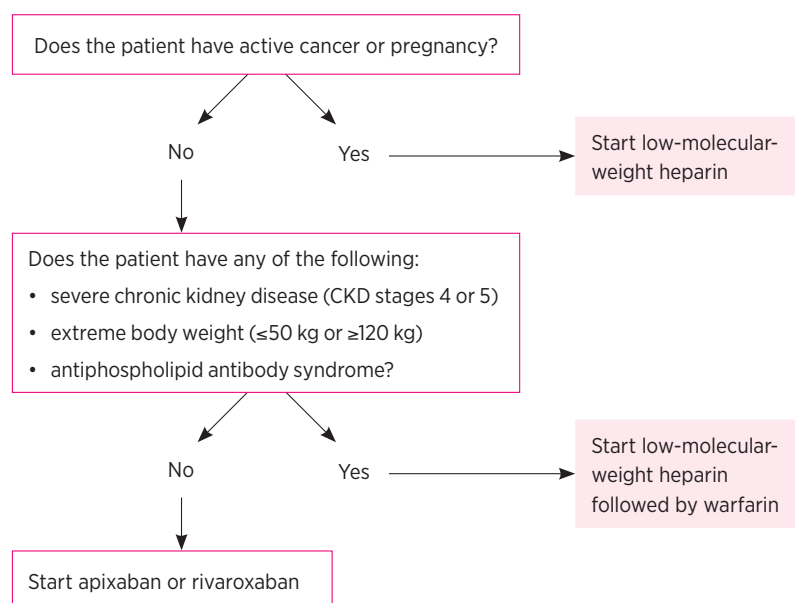 Does the patient have active cancer or pregnancy?
No
Yes
Start low-molecular-
weight heparin
Does the patient have any of the following:
• severe chronic kidney disease (CKD stages 4 or 5)
• extreme body weight (≤50 kg or ≥120 kg)
• antiphospholipid antibody syndrome?
No
Yes
Start low-molecular-
weight heparin
followed by warfarin
Start apixaban or rivaroxaban